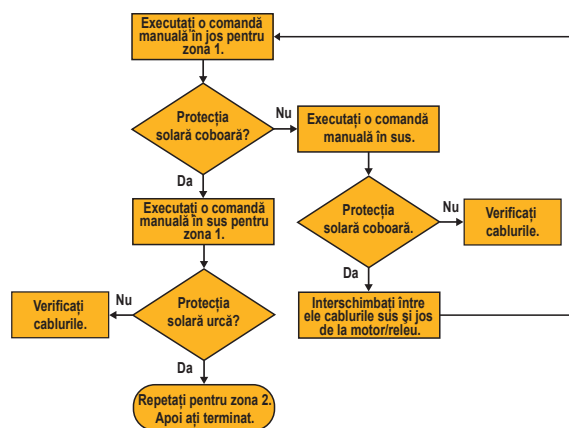 Executați o comandă
manuală în jos pentru
zona 1.
Protecția
solară coboară?
Nu
Executați o comandă
manuală în sus.
Da
Executați o comandă
manuală în sus pentru
zona 1.
Protecția
solară coboară.
Nu
Verificați
cablurile.
Da
Interschimbați între
ele cablurile sus şi jos
de la motor/releu.
Protecția
solară urcă?
Nu
Verificați
cablurile.
Da
Repetați pentru zona 2.
Apoi ați terminat.